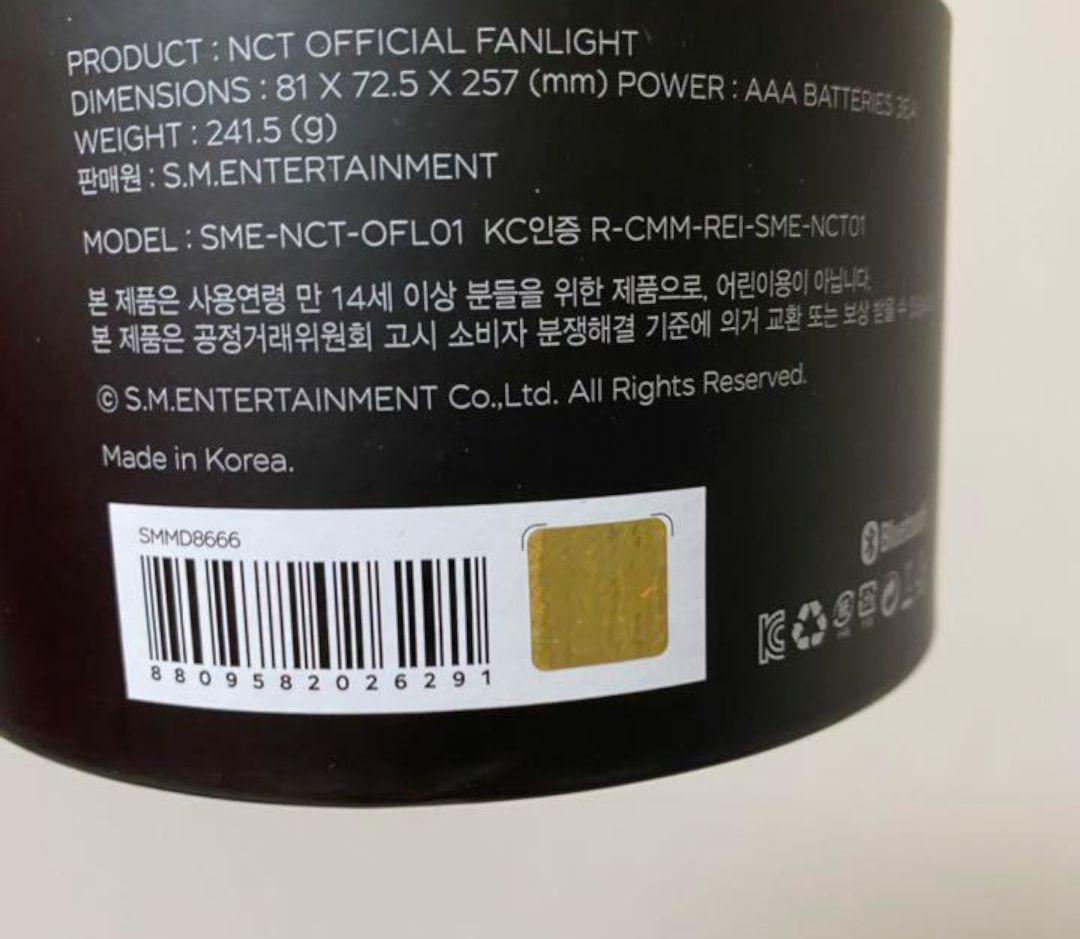 PRODUCT : NCT OFFICIAL FANLIGHT
DIMENSIONS : 81 X 72.5 X 257 (mm) POWER : AAA BATTERIES 3EA
WEIGHT : 241.5 (g)
판매원 : S.M.ENTERTAINMENT
MODEL : SME-NCT-OFL01 KC인증 R-CMM-REI-SME-NCT01
본 제품은 사용연령 만 14세 이상 분들을 위한 제품으로, 어린이용이 아닙니다.
본 제품은 공정거래위원회 고시 소비자 분쟁해결 기준에 의거 교환 또는 보상 받을 수
© S.M.ENTERTAINMENT Co.,Ltd. All Rights Reserved.
Made in Korea.
SMMD8666
8809582026291
Bluetooth